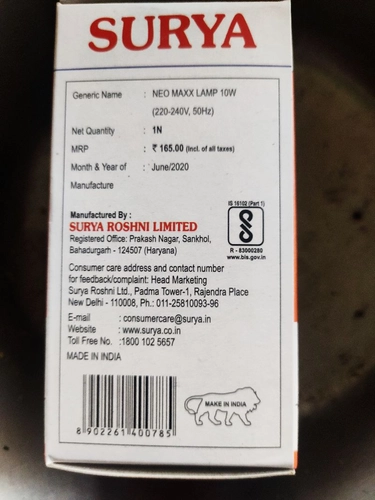 SURYA
Generic Name : NEO MAXX LAMP 10W
(220-240V, 50Hz)
Net Quantity : 1N
MRP : ₹ 165.00 (Incl. of all taxes)
Month & Year of : June/2020
Manufacture
Manufactured By :
SURYA ROSHNI LIMITED
Registered Office: Prakash Nagar, Sankhol,
Bahadurgarh - 124507 (Haryana)
IS 16102 (Part 1)
R - 83000280
www.bis.gov.in
Consumer care address and contact number
for feedback/complaint: Head Marketing
Surya Roshni Ltd., Padma Tower-1, Rajendra Place
New Delhi - 110008, Ph.: 011-25810093-96
E-mail : consumercare@surya.in
Website : www.surya.co.in
Toll Free No. :1800 102 5657
MADE IN INDIA
8 902261 400785
MAKE IN INDIA